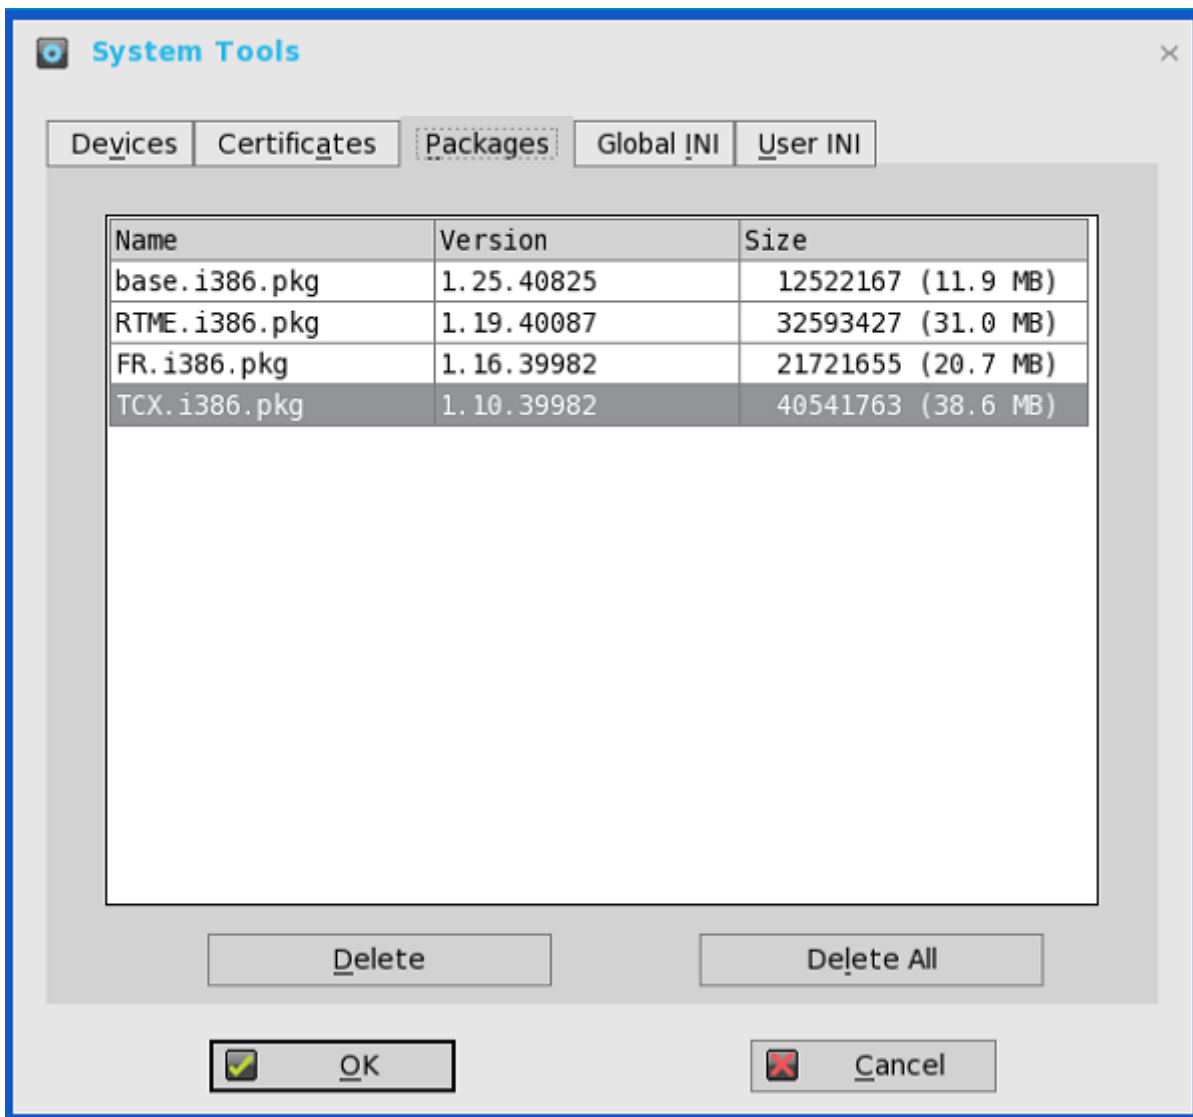 System Tools
Devices Certificates Packages Global INI User INI
Name Version Size
base.i386.pkg 1.25.40825 12522167 (11.9 MB)
RTME.i386.pkg 1.19.40087 32593427 (31.0 MB)
FR.i386.pkg 1.16.39982 21721655 (20.7 MB)
TCX.i386.pkg 1.10.39982 40541763 (38.6 MB)
Delete Delete All
OK Cancel